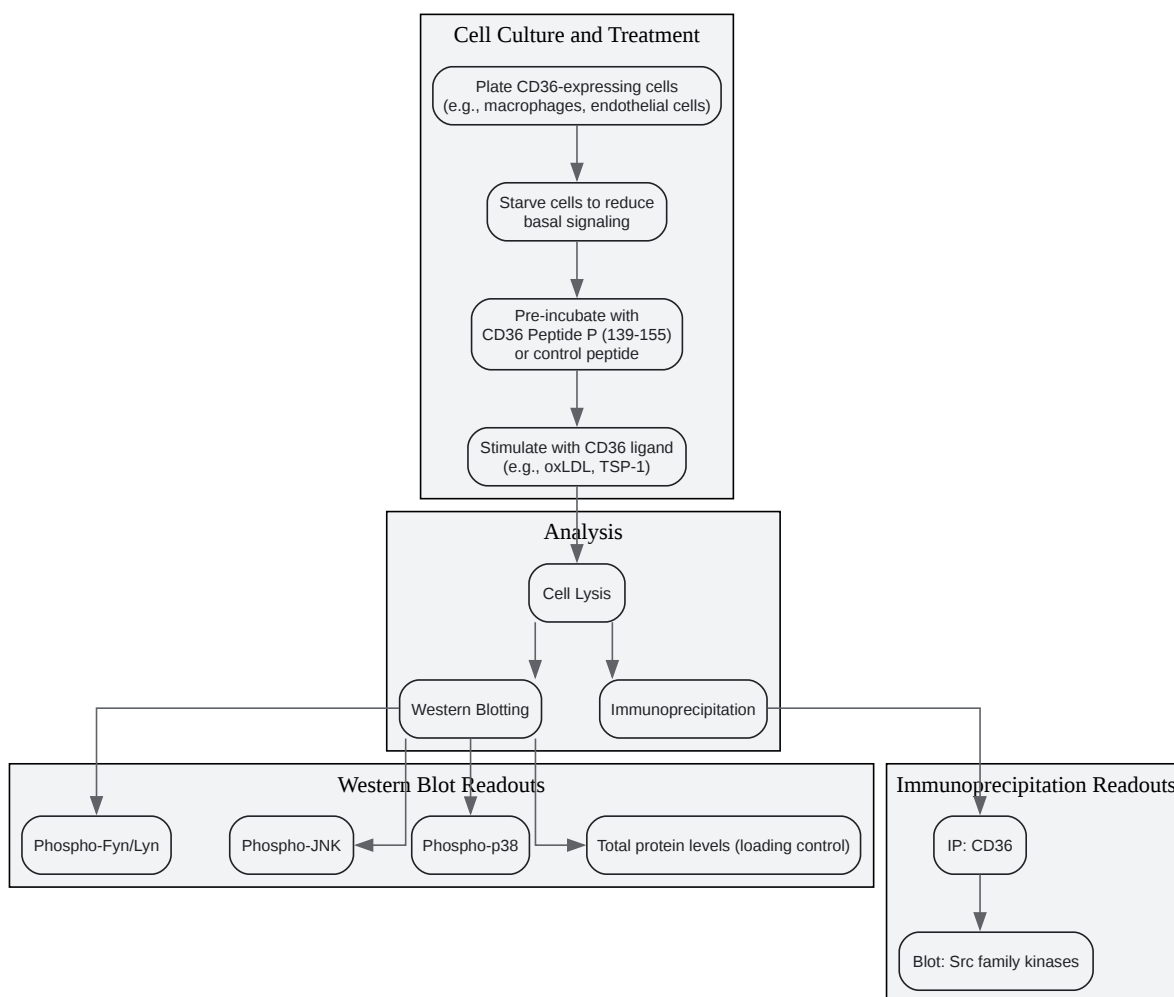 Cell Culture and Treatment
Plate CD36-expressing cells
(e.g., macrophages, endothelial cells)
Starve cells to reduce
basal signaling
Pre-incubate with
CD36 Peptide P (139-155)
or control peptide
Stimulate with CD36 ligand
(e.g., oxLDL, TSP-1)
Analysis
Cell Lysis
Western Blotting
Immunoprecipitation
Western Blot Readouts
Phospho-Fyn/Lyn
Phospho-JNK
Phospho-p38
Total protein levels (loading control)
Immunoprecipitation Readouts
IP: CD36
Blot: Src family kinases